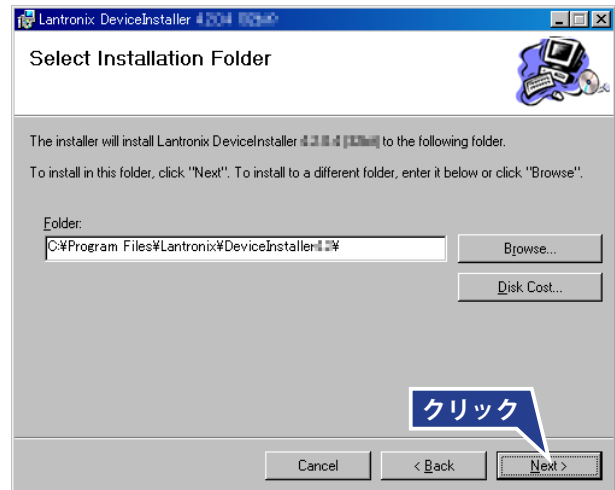 Lantronix DeviceInstaller
Select Installation Folder
The installer will install Lantronix DeviceInstaller to the following folder.
To install in this folder, click "Next". To install to a different folder, enter it below or click "Browse".
Folder:
C:¥Program Files¥Lantronix¥DeviceInstaller ¥
Browse...
Disk Cost...
クリック
Cancel
< Back
Next >